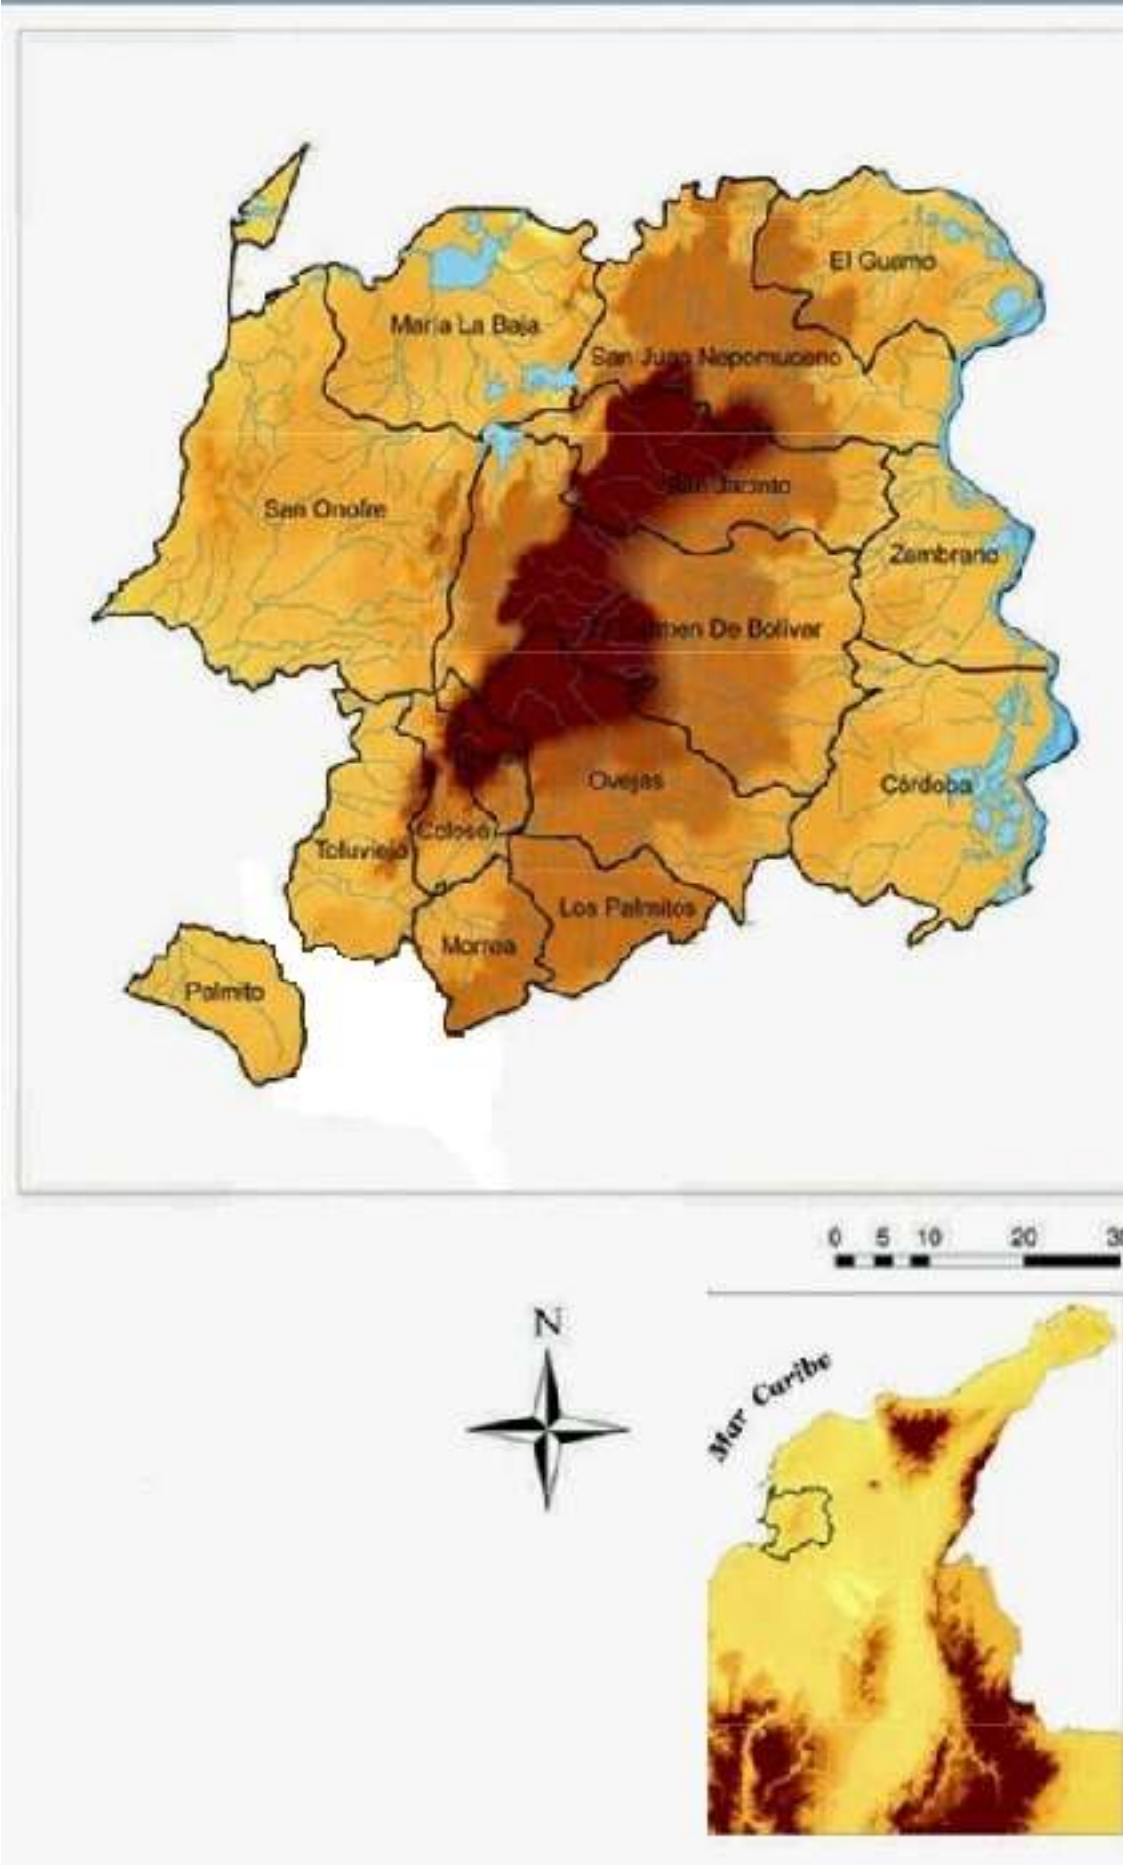 El Guamo
Maria La Baja
San Juan Nepomuceno
San Jacinto
San Onofre
Zambrano
Carmen De Bolívar
Ovejas
Córdoba
Colosó
Toluviejo
Los Palmitos
Morroa
Palmito
0 5 10 20
N
Mar Caribe